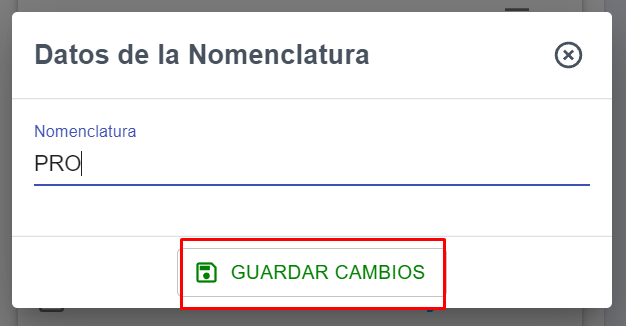 Datos de la Nomenclatura
Nomenclatura
PRO
GUARDAR CAMBIOS